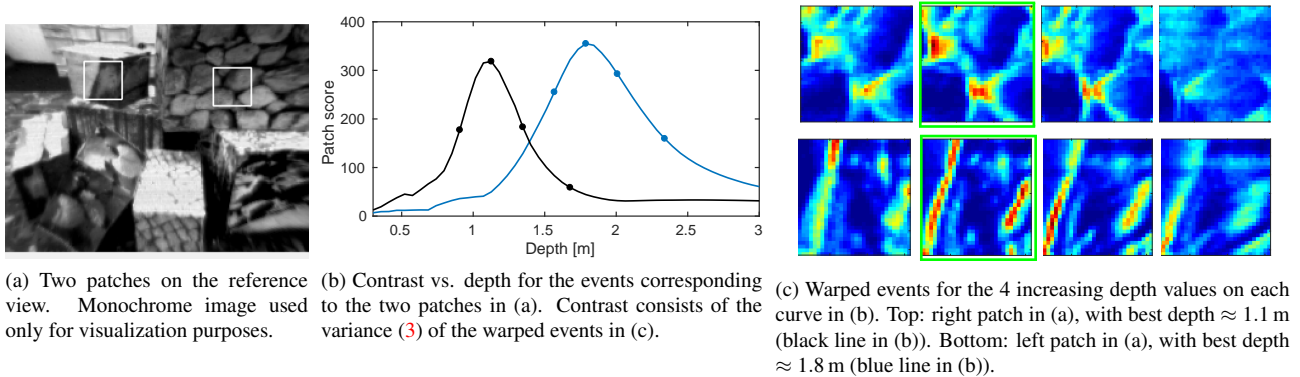 400
300
200
100
0
Patch score
0.5
1
1.5
2
2.5
3
Depth [m]
(a) Two patches on the reference
view. Monochrome image used
only for visualization purposes.
(b) Contrast vs. depth for the events corresponding
to the two patches in (a). Contrast consists of the
variance (3) of the warped events in (c).
(c) Warped events for the 4 increasing depth values on each
curve in (b). Top: right patch in (a), with best depth ≈ 1.1 m
(black line in (b)). Bottom: left patch in (a), with best depth
≈ 1.8 m (blue line in (b)).